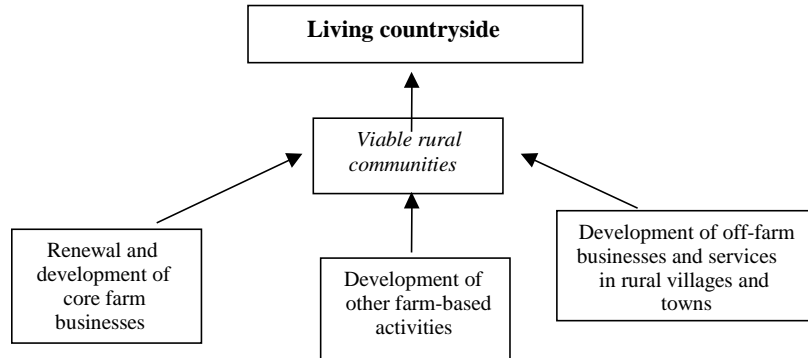 Living countryside
Viable rural
communities
Renewal and
development of
core farm
businesses
Development of
other farm-based
activities
Development of off-farm
businesses and services
in rural villages and
towns